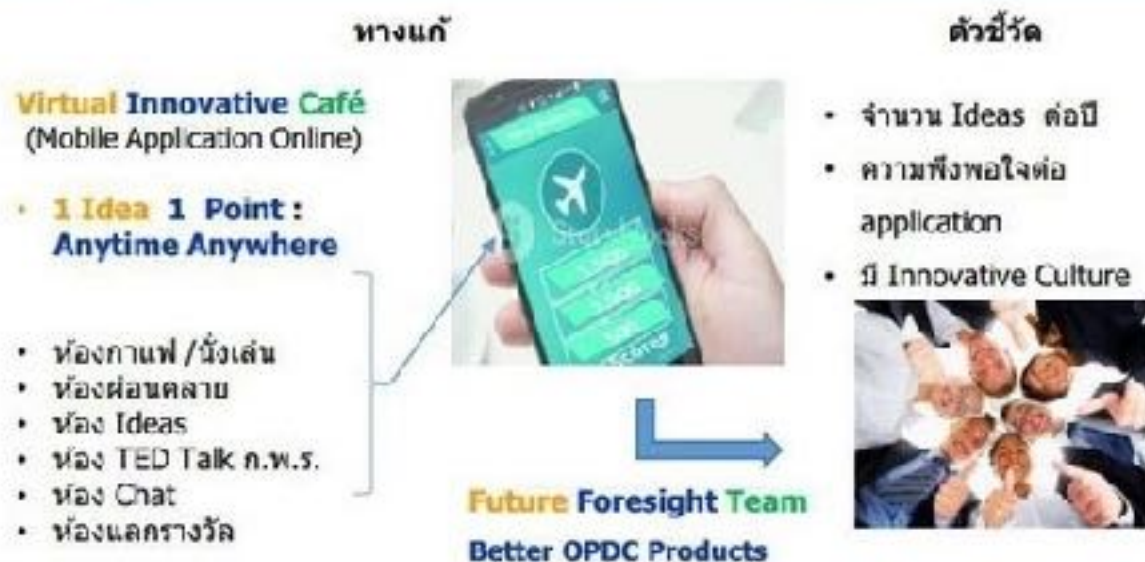 ทางแก้
ตัวชี้วัด
Virtual Innovative Café
(Mobile Application Online)
• 1 Idea 1 Point :
Anytime Anywhere
• ห้องกาแฟ /นั่งเล่น
• ห้องผ่อนคลาย
• ห้อง Ideas
• ห้อง TED Talk ก.พ.ร.
• ห้อง Chat
• ห้องแลกรางวัล
• จำนวน Ideas ต่อปี
• ความพึงพอใจต่อ
application
• มี Innovative Culture
Future Foresight Team
Better OPDC Products